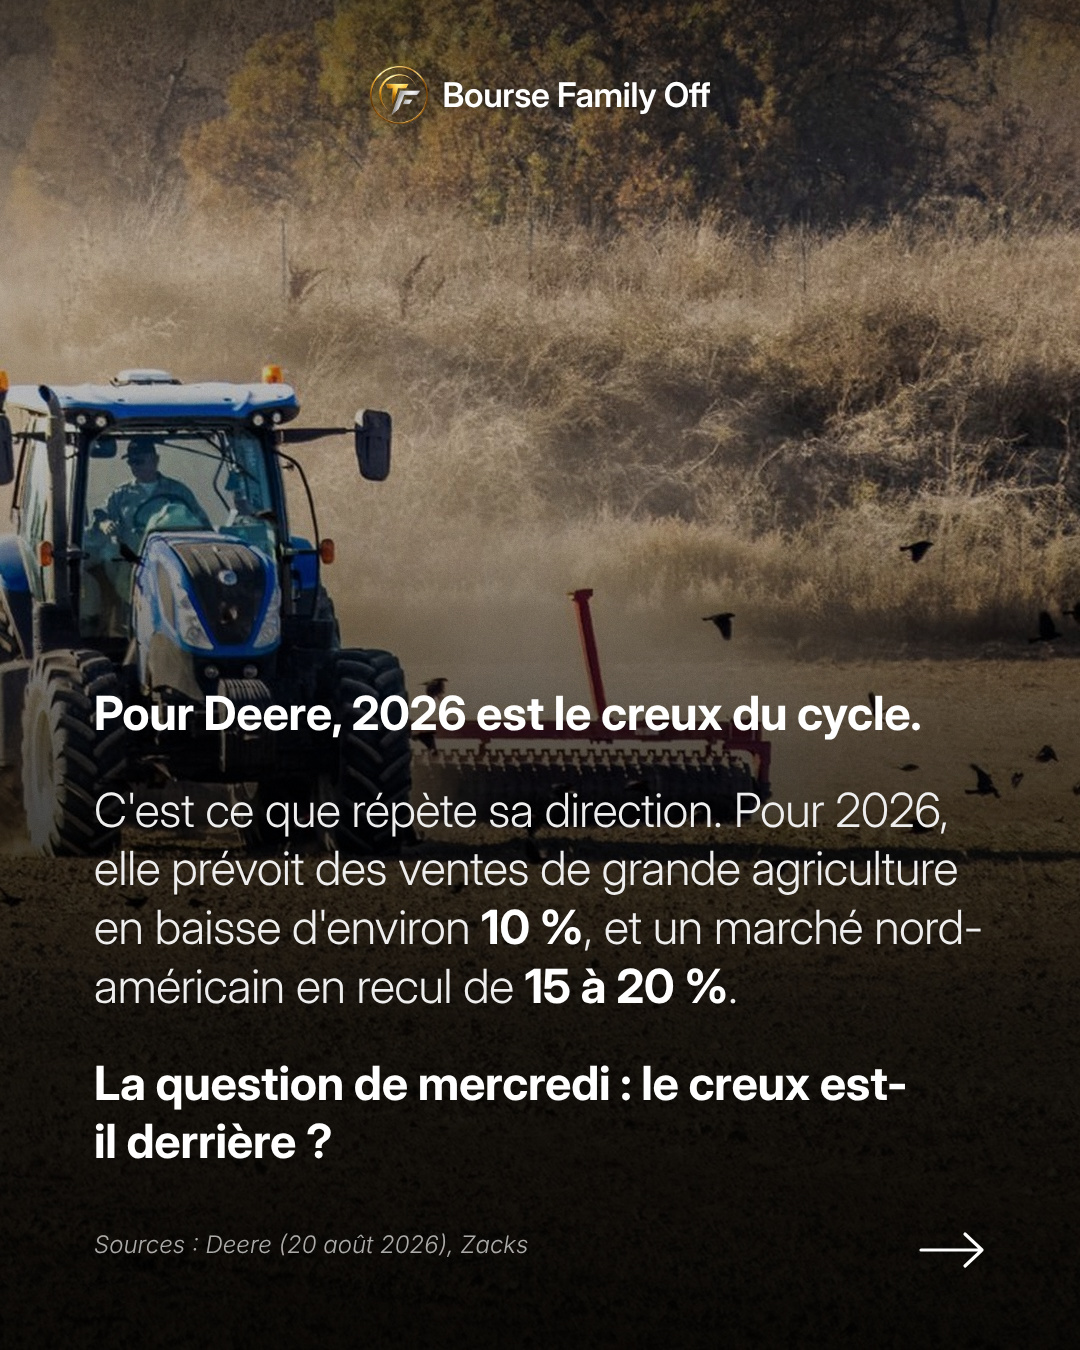 TF Bourse Family Off
Pour Deere, 2026 est le creux du cycle.
C'est ce que répète sa direction. Pour 2026,
elle prévoit des ventes de grande agriculture
en baisse d'environ 10 %, et un marché nord-
américain en recul de 15 à 20 %.
La question de mercredi : le creux est-
il derrière ?
Sources : Deere (20 août 2026), Zacks